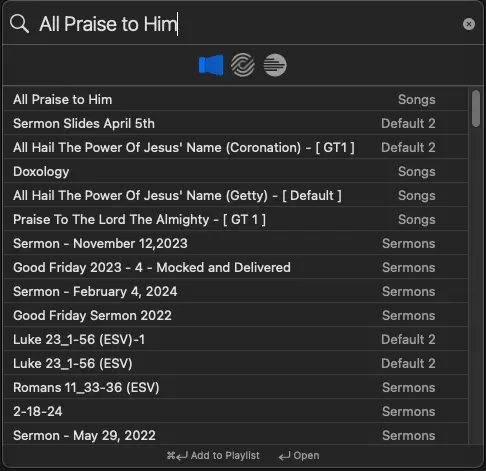 All Praise to Him
All Praise to Him Songs
Sermon Slides April 5th Default 2
All Hail The Power Of Jesus' Name (Coronation) - [ GT1 ] Default 2
Doxology Songs
All Hail The Power Of Jesus' Name (Getty) - [ Default ] Songs
Praise To The Lord The Almighty - [ GT 1 ] Songs
Sermon - November 12,2023 Sermons
Good Friday 2023 - 4 - Mocked and Delivered Sermons
Sermon - February 4, 2024 Sermons
Good Friday Sermon 2022 Sermons
Luke 23_1-56 (ESV)-1 Default 2
Luke 23_1-56 (ESV) Default 2
Romans 11_33-36 (ESV) Sermons
2-18-24 Sermons
Sermon - May 29, 2022 Sermons
⌘↵ Add to Playlist ↵ Open